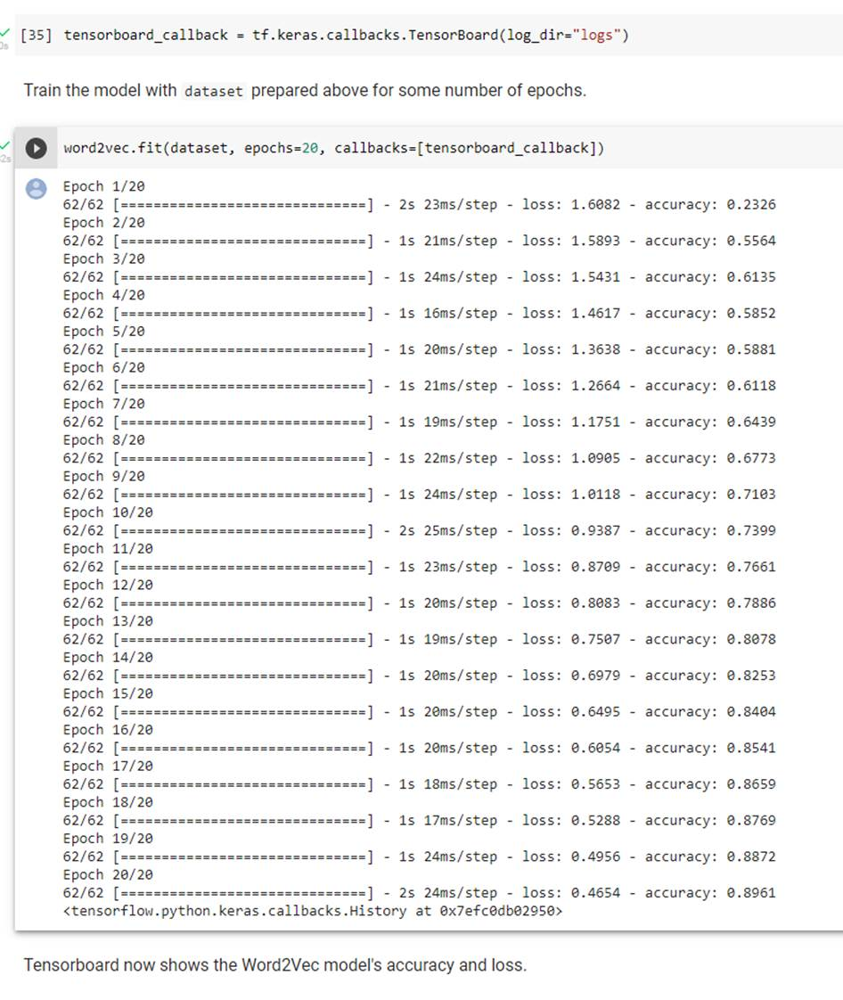 [35] tensorboard_callback = tf.keras.callbacks.TensorBoard(log_dir="logs")
0s
Train the model with dataset prepared above for some number of epochs.
word2vec.fit(dataset, epochs=20, callbacks=[tensorboard_callback])
2s
Epoch 1/20
62/62 [==============================] - 2s 23ms/step - loss: 1.6082 - accuracy: 0.2326
Epoch 2/20
62/62 [==============================] - 1s 21ms/step - loss: 1.5893 - accuracy: 0.5564
Epoch 3/20
62/62 [==============================] - 1s 24ms/step - loss: 1.5431 - accuracy: 0.6135
Epoch 4/20
62/62 [==============================] - 1s 16ms/step - loss: 1.4617 - accuracy: 0.5852
Epoch 5/20
62/62 [==============================] - 1s 20ms/step - loss: 1.3638 - accuracy: 0.5881
Epoch 6/20
62/62 [==============================] - 1s 21ms/step - loss: 1.2664 - accuracy: 0.6118
Epoch 7/20
62/62 [==============================] - 1s 19ms/step - loss: 1.1751 - accuracy: 0.6439
Epoch 8/20
62/62 [==============================] - 1s 22ms/step - loss: 1.0905 - accuracy: 0.6773
Epoch 9/20
62/62 [==============================] - 1s 24ms/step - loss: 1.0118 - accuracy: 0.7103
Epoch 10/20
62/62 [==============================] - 2s 25ms/step - loss: 0.9387 - accuracy: 0.7399
Epoch 11/20
62/62 [==============================] - 1s 23ms/step - loss: 0.8709 - accuracy: 0.7661
Epoch 12/20
62/62 [==============================] - 1s 20ms/step - loss: 0.8083 - accuracy: 0.7886
Epoch 13/20
62/62 [==============================] - 1s 19ms/step - loss: 0.7507 - accuracy: 0.8078
Epoch 14/20
62/62 [==============================] - 1s 20ms/step - loss: 0.6979 - accuracy: 0.8253
Epoch 15/20
62/62 [==============================] - 1s 20ms/step - loss: 0.6495 - accuracy: 0.8404
Epoch 16/20
62/62 [==============================] - 1s 20ms/step - loss: 0.6054 - accuracy: 0.8541
Epoch 17/20
62/62 [==============================] - 1s 18ms/step - loss: 0.5653 - accuracy: 0.8659
Epoch 18/20
62/62 [==============================] - 1s 17ms/step - loss: 0.5288 - accuracy: 0.8769
Epoch 19/20
62/62 [==============================] - 1s 24ms/step - loss: 0.4956 - accuracy: 0.8872
Epoch 20/20
62/62 [==============================] - 2s 24ms/step - loss: 0.4654 - accuracy: 0.8961
<tensorflow.python.keras.callbacks.History at 0x7efc0db02950>
Tensorboard now shows the Word2Vec model's accuracy and loss.